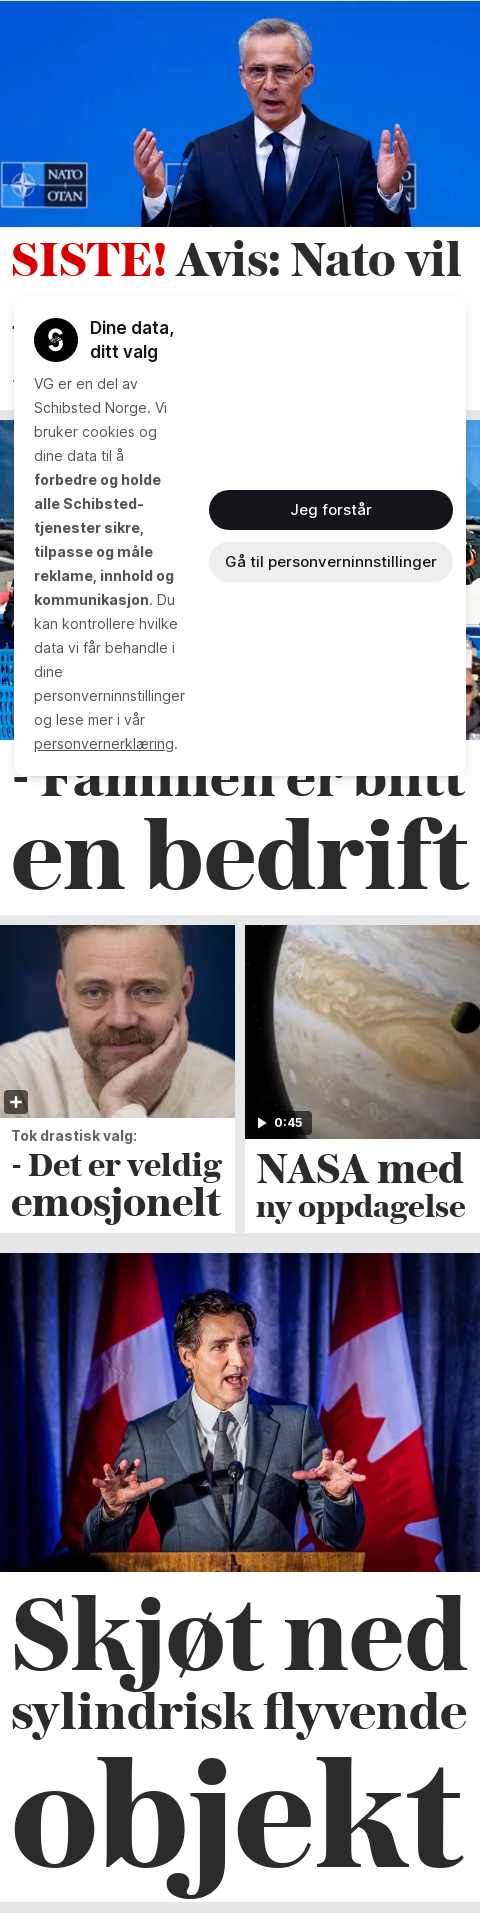 NATO
OTAN
SISTE! Avis: Nato vil
Dine data,
ditt valg
VG er en del av
Schibsted Norge. Vi
bruker cookies og
dine data til å
forbedre og holde
alle Schibsted-
tjenester sikre,
tilpasse og måle
reklame, innhold og
kommunikasjon. Du
kan kontrollere hvilke
data vi får behandle i
dine
personverninnstillinger
og lese mer i vår
personvernerklæring.
Jeg forstår
Gå til personverninnstillinger
- Familien er blitt
en bedrift
Tok drastisk valg:
- Det er veldig
emosjonelt
0:45
NASA med
ny oppdagelse
Skjøt ned
sylindrisk flyvende
objekt